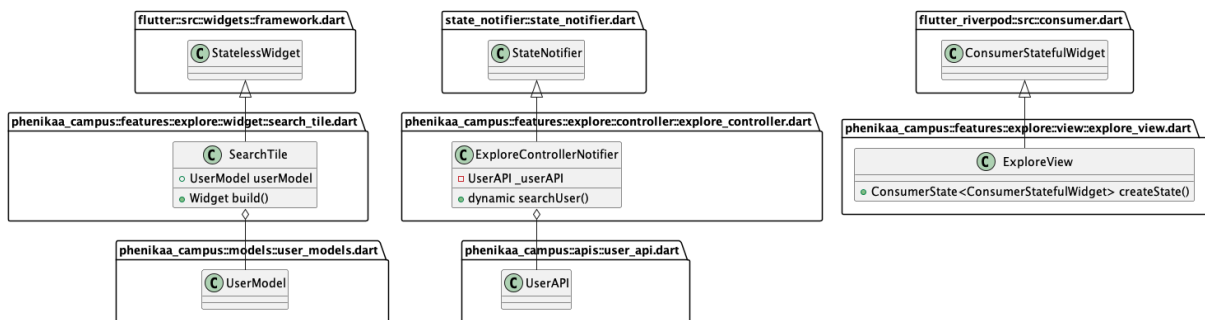 flutter::src::widgets::framework.dart
C StatelessWidget
phenikaa_campus::features::explore::widget::search_tile.dart
C SearchTile
UserModel userModel
Widget build()
phenikaa_campus::models::user_models.dart
C UserModel
state_notifier::state_notifier.dart
C StateNotifier
phenikaa_campus::features::explore::controller::explore_controller.dart
C ExploreControllerNotifier
UserAPI _userAPI
dynamic searchUser()
phenikaa_campus::apis::user_api.dart
C UserAPI
flutter_riverpod::src::consumer.dart
C ConsumerStatefulWidget
phenikaa_campus::features::explore::view::explore_view.dart
C ExploreView
ConsumerState<ConsumerStatefulWidget> createState()